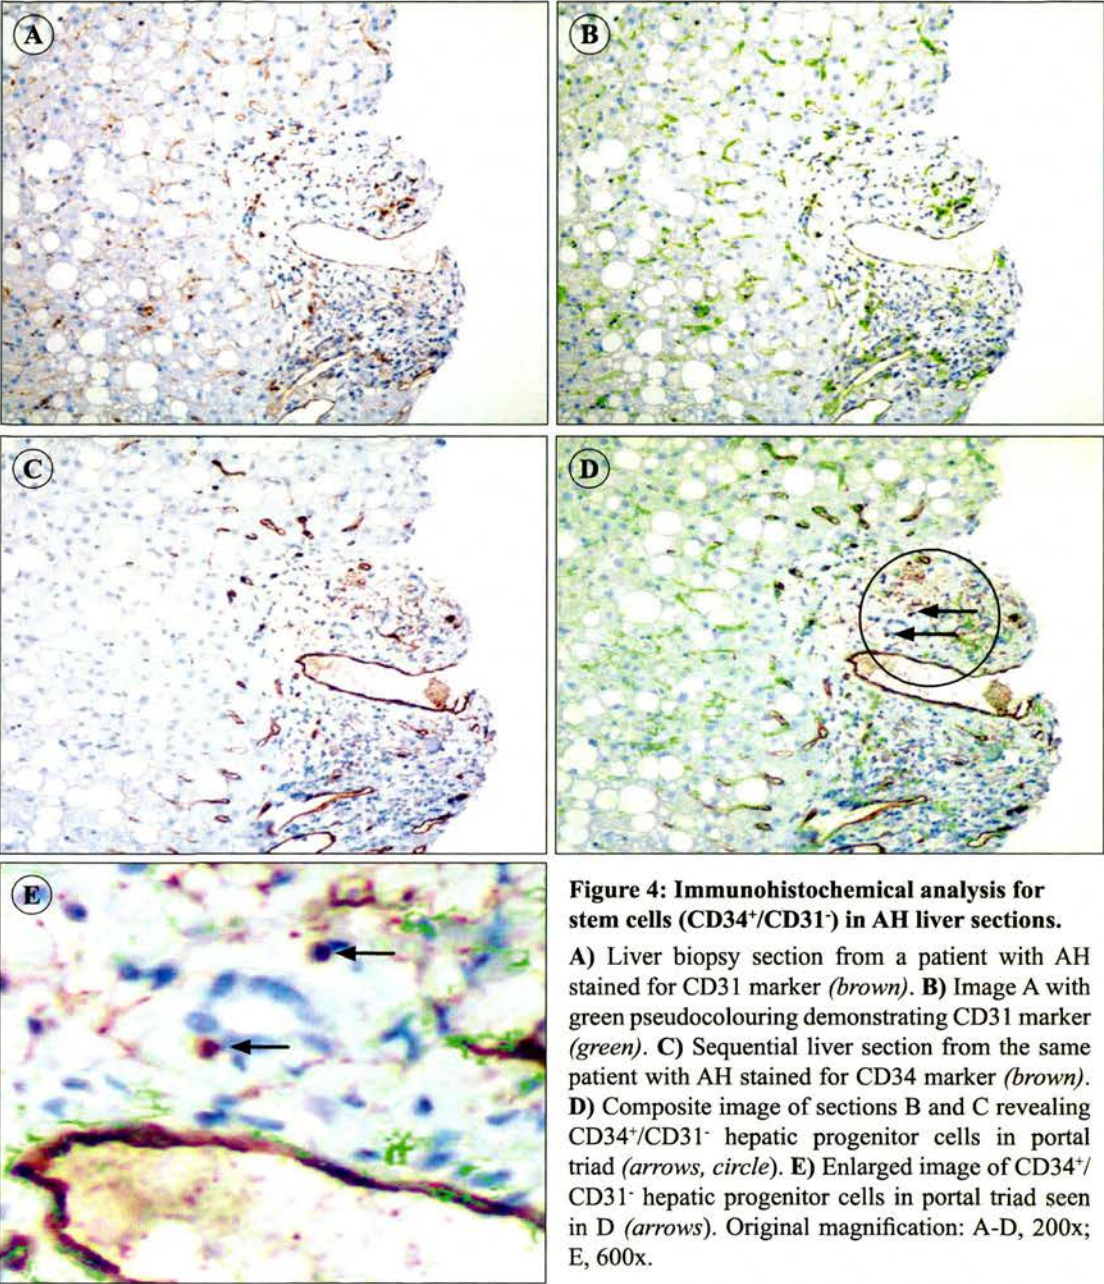 A
B
C
D
E
Figure 4: Immunohistochemical analysis for
stem cells (CD34⁺/CD31⁻) in AH liver sections.
A) Liver biopsy section from a patient with AH
stained for CD31 marker (brown). B) Image A with
green pseudocolouring demonstrating CD31 marker
(green). C) Sequential liver section from the same
patient with AH stained for CD34 marker (brown).
D) Composite image of sections B and C revealing
CD34⁺/CD31⁻ hepatic progenitor cells in portal
triad (arrows, circle). E) Enlarged image of CD34⁺/
CD31⁻ hepatic progenitor cells in portal triad seen
in D (arrows). Original magnification: A-D, 200x;
E, 600x.